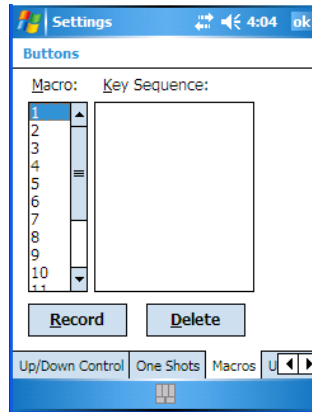 Settings 4:04 ok
Buttons
Macro: Key Sequence:
1
2
3
4
5
6
7
8
9
10
11
Record Delete
Up/Down Control One Shots Macros U